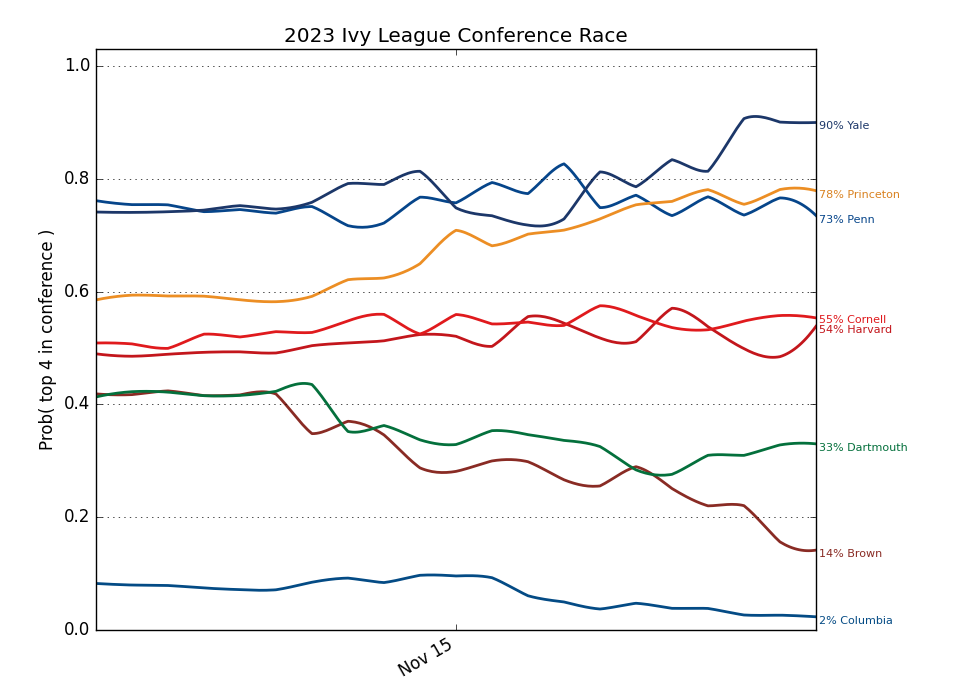 2023 Ivy League Conference Race
Prob( top 4 in conference )
1.0
0.8
0.6
0.4
0.2
0.0
Nov 15
90% Yale
78% Princeton
73% Penn
55% Cornell
54% Harvard
33% Dartmouth
14% Brown
2% Columbia